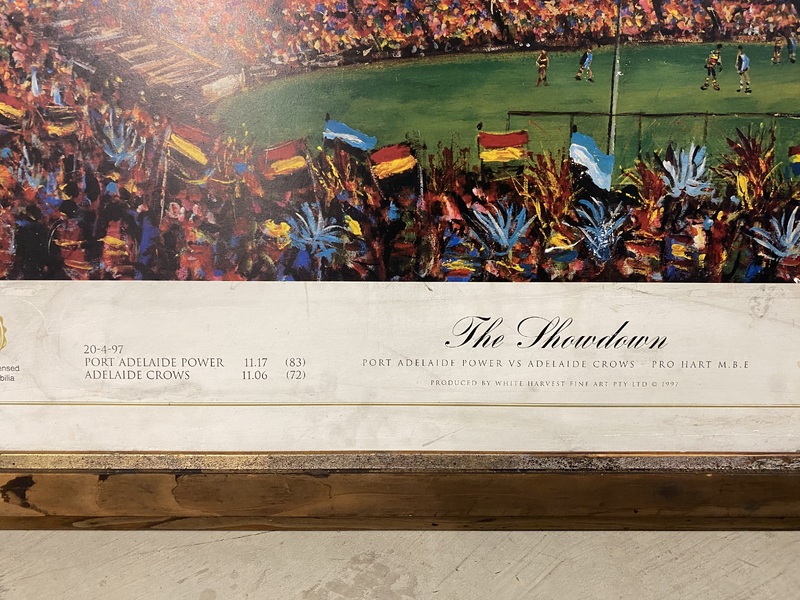 ensed
bilia
20-4-97
PORT ADELAIDE POWER 11.17 (83)
ADELAIDE CROWS 11.06 (72)
The Showdown
PORT ADELAIDE POWER VS ADELAIDE CROWS - PRO HART M.B.E
PRODUCED BY WHITE HARVEST FINE ART PTY LTD © 1997